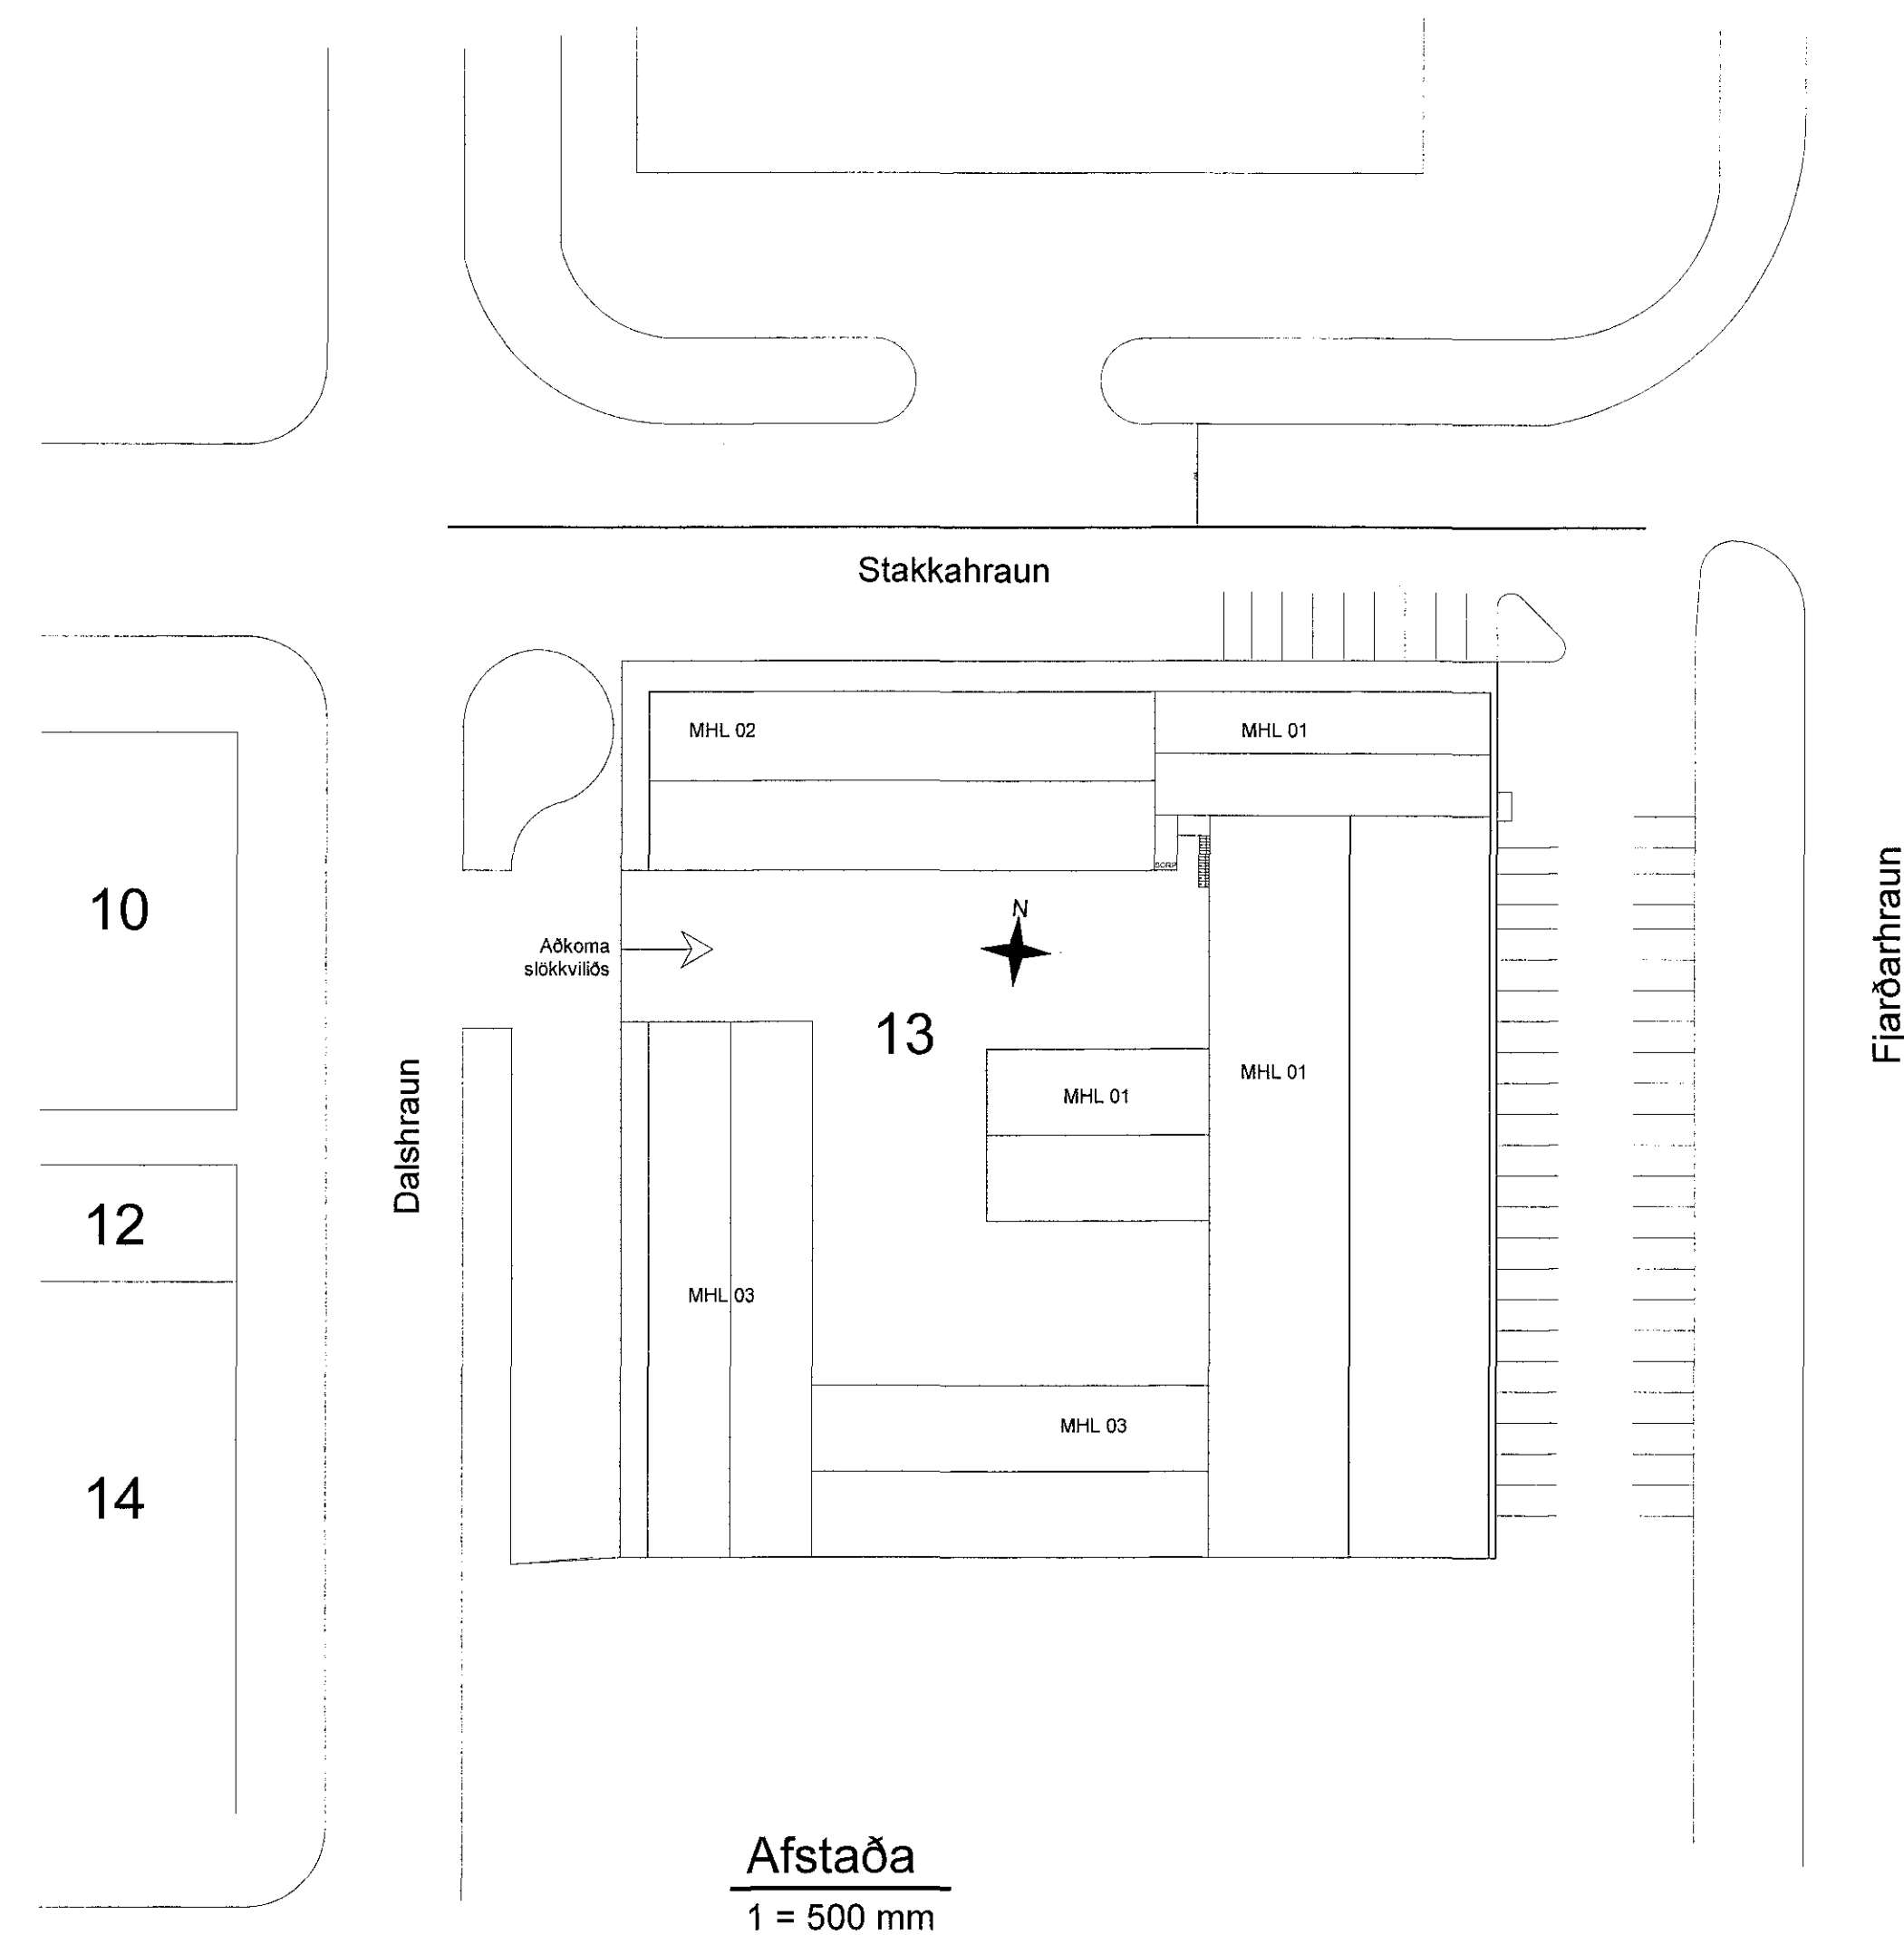 Stakkahraun
MHL 02
MHL 01
SORP
10
N
Aðkoma
slökkviliðs
13
Fjarðarhraun
Dalshraun
MHL 01
MHL 01
12
MHL 03
MHL 03
14
Afstaða
1 = 500 mm